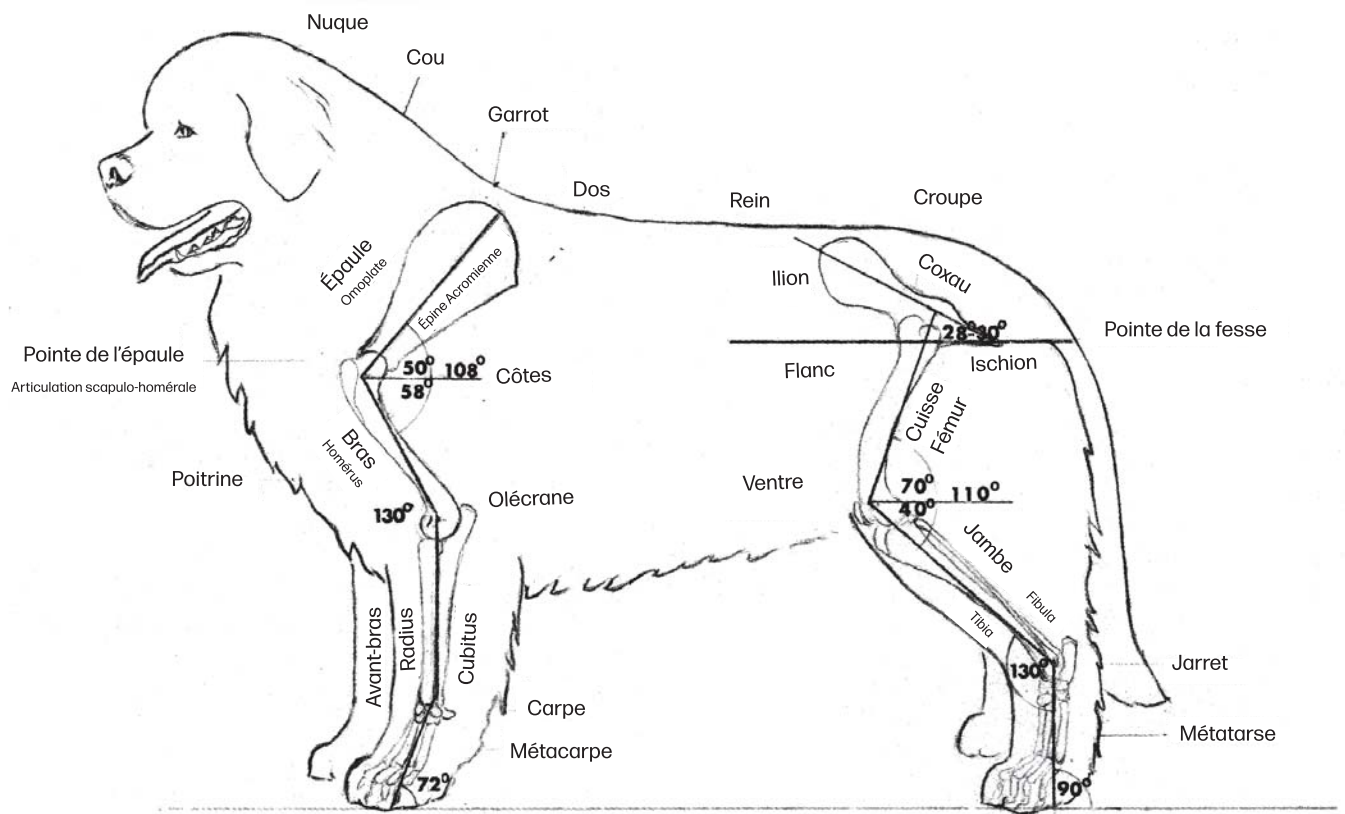 Nuque
Cou
Garrot
Dos
Rein
Croupe
Épaule
Omoplate
Épine Acromienne
Ilion
Coxau
28-30°
Pointe de la fesse
Pointe de l'épaule
Articulation scapulo-homérale
50° 108°
58°
Côtes
Flanc
Ischion
Cuisse
Fémur
Bras
Homérus
Poitrine
Olécrane
130°
Ventre
70° 110°
40°
Jambe
Fibula
Tibia
Avant-bras
Radius
Cubitus
130°
Jarret
Carpe
Métacarpe
Métatarse
72°
90°